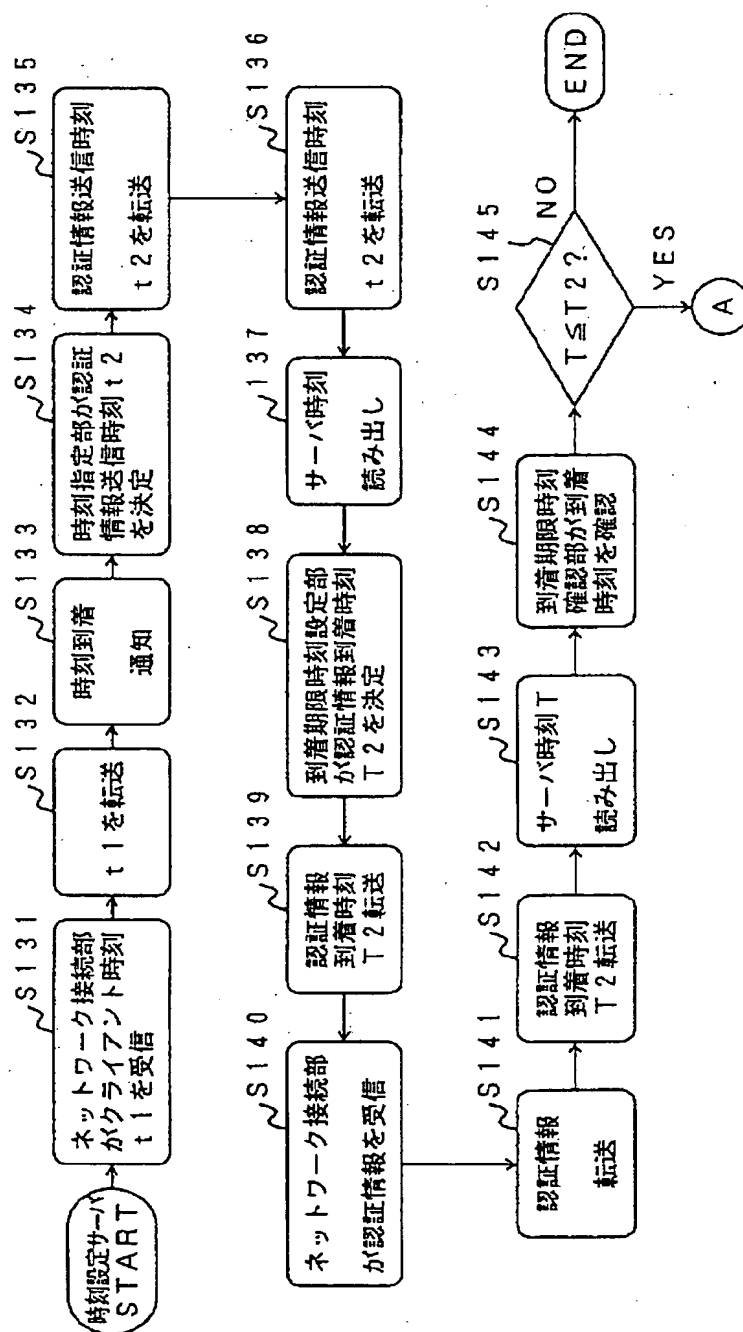 時刻設定サーバ
START
S131
ネットワーク接続部
がクライアント時刻
t1を受信
S132
t1を転送
S133
時刻到着
通知
S134
時刻指定部が認証
情報送信時刻t2
を決定
S135
認証情報送信時刻
t2を転送
S136
認証情報送信時刻
t2を転送
137
サーバ時刻
読み出し
S138
到着期限時刻設定部
が認証情報到着時刻
T2を決定
S139
認証情報
到着時刻
T2転送
S140
ネットワーク接続部
が認証情報を受信
S141
認証情報
転送
S142
認証情報
到着時刻
T2転送
S143
サーバ時刻T
読み出し
S144
到着期限時刻
確認部が到着
時刻を確認
S145
T≦T2?
NO
END
YES
A